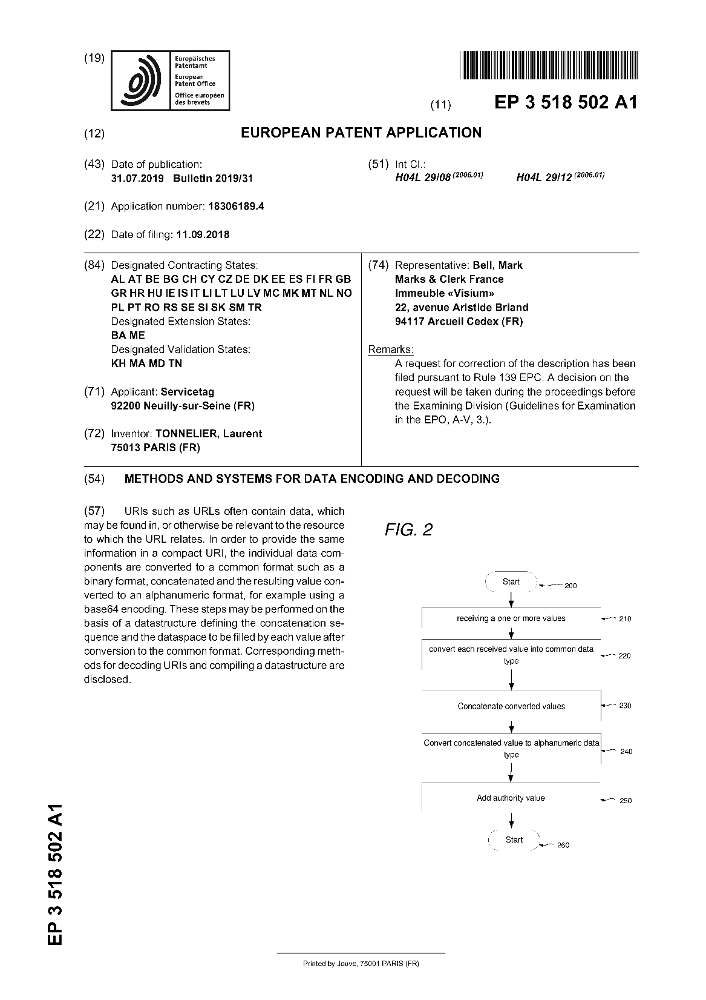 (19)
Europäisches
Patentamt
European
Patent Office
Office européen
des brevets
(11)
EP 3 518 502 A1
(12)
EUROPEAN PATENT APPLICATION
(43) Date of publication:
31.07.2019 Bulletin 2019/31
(21) Application number: 18306189.4
(22) Date of filing: 11.09.2018
(51) Int Cl.:
H04L 29/08 (2006.01) H04L 29/12 (2006.01)
(84) Designated Contracting States:
AL AT BE BG CH CY CZ DE DK EE ES FI FR GB
GR HR HU IE IS IT LI LT LU LV MC MK MT NL NO
PL PT RO RS SE SI SK SM TR
Designated Extension States:
BA ME
Designated Validation States:
KH MA MD TN
(71) Applicant: Servicetag
92200 Neuilly-sur-Seine (FR)
(72) Inventor: TONNELIER, Laurent
75013 PARIS (FR)
(74) Representative: Bell, Mark
Marks & Clerk France
Immeuble «Visium»
22, avenue Aristide Briand
94117 Arcueil Cedex (FR)
Remarks:
A request for correction of the description has been
filed pursuant to Rule 139 EPC. A decision on the
request will be taken during the proceedings before
the Examining Division (Guidelines for Examination
in the EPO, A-V, 3.).
(54) METHODS AND SYSTEMS FOR DATA ENCODING AND DECODING
(57) URIs such as URLs often contain data, which
may be found in, or otherwise be relevant to the resource
to which the URL relates. In order to provide the same
information in a compact URI, the individual data com-
ponents are converted to a common format such as a
binary format, concatenated and the resulting value con-
verted to an alphanumeric format, for example using a
base64 encoding. These steps may be performed on the
basis of a datastructure defining the concatenation se-
quence and the dataspace to be filled by each value after
conversion to the common format. Corresponding meth-
ods for decoding URIs and compiling a datastructure are
disclosed.
FIG. 2
Start
200
receiving a one or more values
210
convert each received value into common data
type
220
Concatenate converted values
230
Convert concatenated value to alphanumeric data
type
240
Add authority value
250
Start
260
EP 3 518 502 A1
Printed by Jouve, 75001 PARIS (FR)